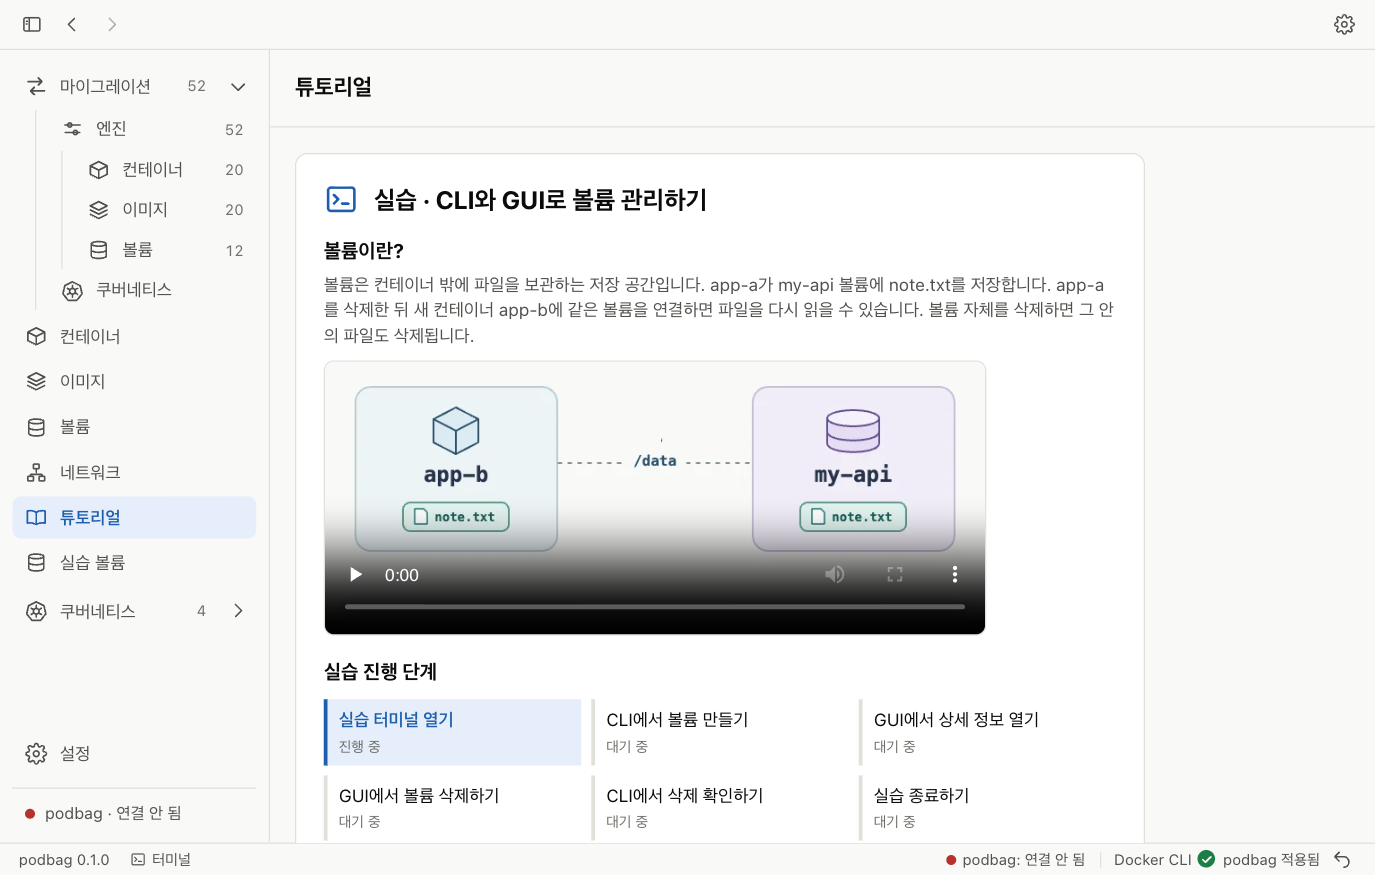 마이그레이션 52
엔진 52
컨테이너 20
이미지 20
볼륨 12
쿠버네티스
컨테이너
이미지
볼륨
네트워크
튜토리얼
실습 볼륨
쿠버네티스 4
설정
podbag · 연결 안 됨
튜토리얼
실습 · CLI와 GUI로 볼륨 관리하기
볼륨이란?
볼륨은 컨테이너 밖에 파일을 보관하는 저장 공간입니다. app-a가 my-api 볼륨에 note.txt를 저장합니다. app-a
를 삭제한 뒤 새 컨테이너 app-b에 같은 볼륨을 연결하면 파일을 다시 읽을 수 있습니다. 볼륨 자체를 삭제하면 그 안
의 파일도 삭제됩니다.
app-b
note.txt
/data
my-api
note.txt
0:00
실습 진행 단계
실습 터미널 열기
진행 중
CLI에서 볼륨 만들기
대기 중
GUI에서 상세 정보 열기
대기 중
GUI에서 볼륨 삭제하기
대기 중
CLI에서 삭제 확인하기
대기 중
실습 종료하기
대기 중
podbag 0.1.0
터미널
podbag: 연결 안 됨
Docker CLI
podbag 적용됨